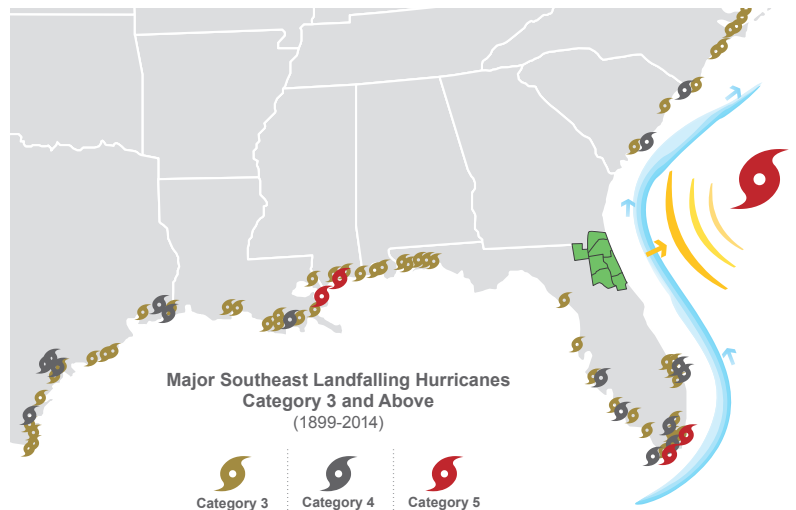 Major Southeast Landfalling Hurricanes
Category 3 and Above
(1899-2014)
Category 3
Category 4
Category 5